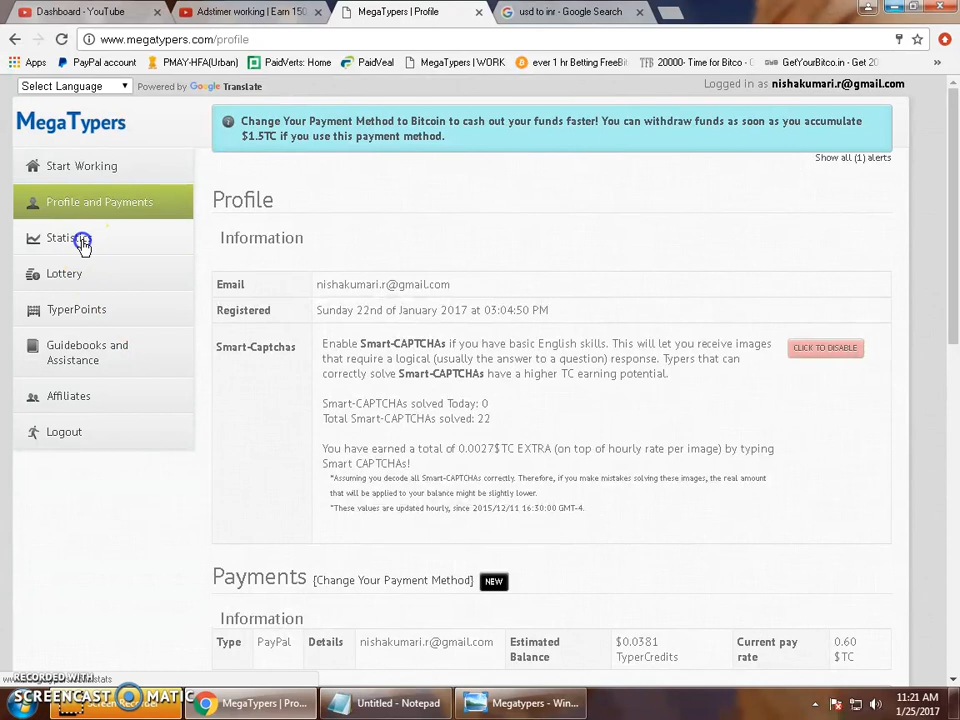 Dashboard - YouTube
Adstimer working | Earn 150
MegaTypers | Profile
usd to inr - Google Search
www.megatypers.com/profile
Apps
PayPal account
PMAY-HFA(Urban)
PaidVerts: Home
PaidVeal
MegaTypers | WORK
ever 1 hr Betting FreeBi
20000- Time for Bitco
GetYourBitco.in - Get 20
Select Language
Powered by Google Translate
Logged in as nishakumari.r@gmail.com
MegaTypers
Change Your Payment Method to Bitcoin to cash out your funds faster! You can withdraw funds as soon as you accumulate
$1.5TC if you use this payment method.
Show all (1) alerts
Start Working
Profile and Payments
Statistics
Lottery
TyperPoints
Guidebooks and
Assistance
Affiliates
Logout
Profile
Information
Email nishakumari.r@gmail.com
Registered Sunday 22nd of January 2017 at 03:04:50 PM
Smart-Captchas
Enable Smart-CAPTCHAs if you have basic English skills. This will let you receive images
that require a logical (usually the answer to a question) response. Typers that can
correctly solve Smart-CAPTCHAs have a higher TC earning potential.
CLICK TO DISABLE
Smart-CAPTCHAs solved Today: 0
Total Smart-CAPTCHAs solved: 22
You have earned a total of 0.0027$TC EXTRA (on top of hourly rate per image) by typing
Smart CAPTCHAs!
*Assuming you decode all Smart-CAPTCHAs correctly. Therefore, if you make mistakes solving these images, the real amount
that will be applied to your balance might be slightly lower.
*These values are updated hourly, since 2015/12/11 16:30:00 GMT-4.
Payments [Change Your Payment Method] NEW
Information
Type PayPal Details nishakumari.r@gmail.com Estimated $0.0381 Current pay 0.60
Balance TyperCredits rate $TC
RECORDED WITH
SCREENCAST MATIC
MegaTypers | Pro...
Untitled - Notepad
Megatypers - Win...
11:21 AM
1/25/2017